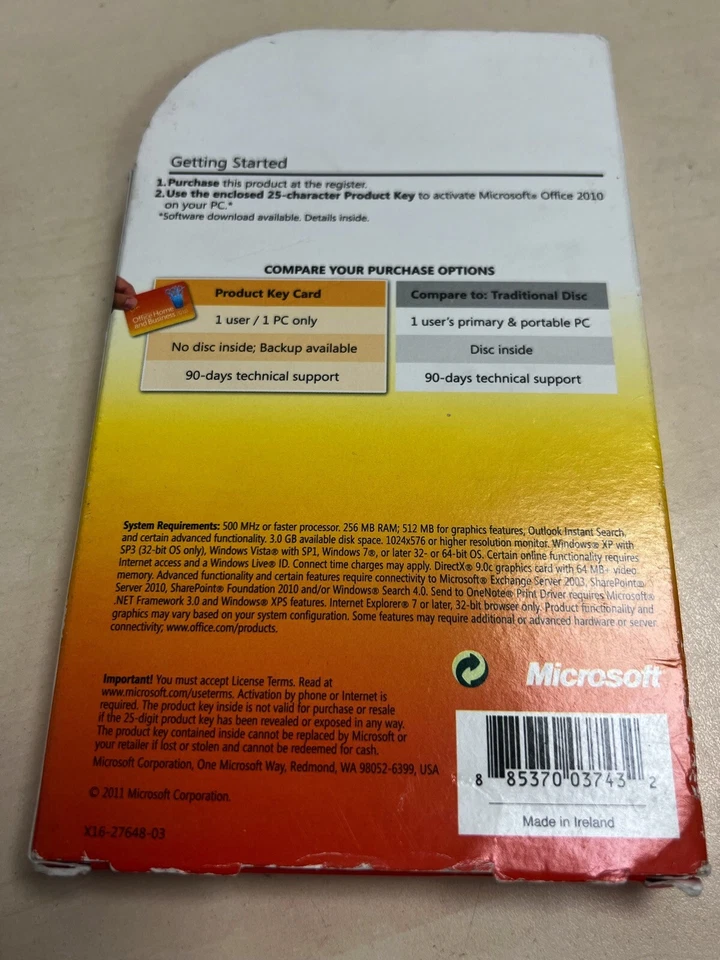 Getting Started
1. Purchase this product at the register.
2. Use the enclosed 25-character Product Key to activate Microsoft® Office 2010
on your PC.*
*Software download available. Details inside.
COMPARE YOUR PURCHASE OPTIONS
Office Home
and Business
Product Key Card
1 user / 1 PC only
No disc inside; Backup available
90-days technical support
Compare to: Traditional Disc
1 user's primary & portable PC
Disc inside
90-days technical support
System Requirements: 500 MHz or faster processor. 256 MB RAM; 512 MB for graphics features, Outlook Instant Search,
and certain advanced functionality. 3.0 GB available disk space. 1024x576 or higher resolution monitor. Windows® XP with
SP3 (32-bit OS only), Windows Vista® with SP1, Windows 7®, or later 32- or 64-bit OS. Certain online functionality requires
Internet access and a Windows Live® ID. Connect time charges may apply. DirectX® 9.0c graphics card with 64 MB+ video
memory. Advanced functionality and certain features require connectivity to Microsoft® Exchange Server 2003, SharePoint®
Server 2010, SharePoint® Foundation 2010 and/or Windows® Search 4.0. Send to OneNote® Print Driver requires Microsoft®
.NET Framework 3.0 and Windows® XPS features. Internet Explorer® 7 or later, 32-bit browser only. Product functionality and
graphics may vary based on your system configuration. Some features may require additional or advanced hardware or server
connectivity; www.office.com/products.
Important! You must accept License Terms. Read at
www.microsoft.com/useterms. Activation by phone or Internet is
required. The product key inside is not valid for purchase or resale
if the 25-digit product key has been revealed or exposed in any way.
The product key contained inside cannot be replaced by Microsoft or
your retailer if lost or stolen and cannot be redeemed for cash.
Microsoft Corporation, One Microsoft Way, Redmond, WA 98052-6399, USA
© 2011 Microsoft Corporation.
X16-27648-03
Microsoft
8 85370 03743 2
Made in Ireland